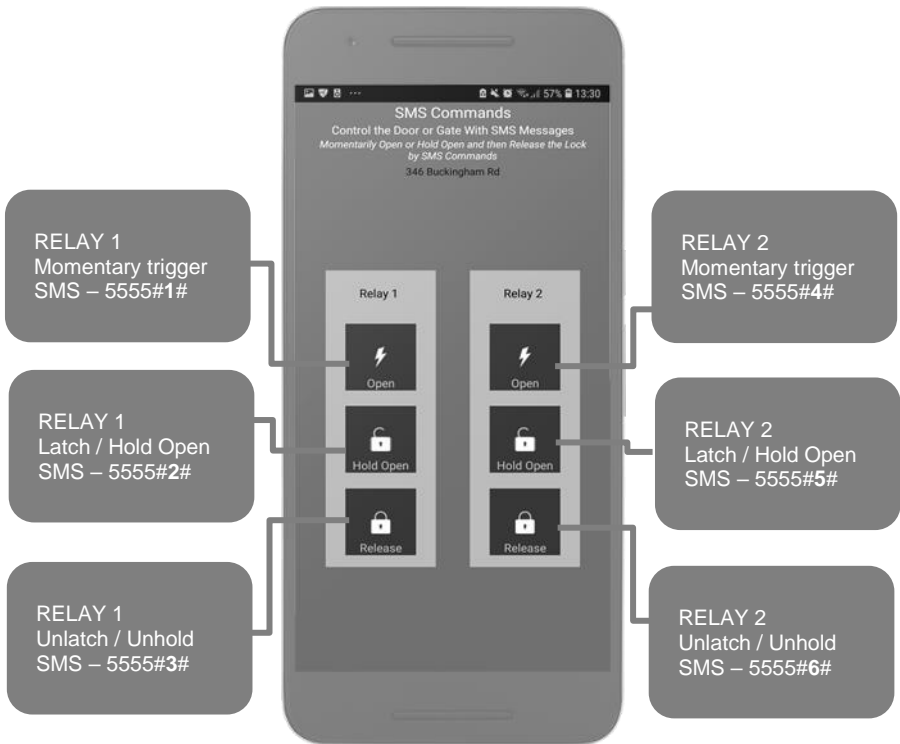 57% 13:30
SMS Commands
Control the Door or Gate With SMS Messages
Momentarily Open or Hold Open and then Release the Lock
by SMS Commands
346 Buckingham Rd
RELAY 1
Momentary trigger
SMS – 5555#1#
RELAY 2
Momentary trigger
SMS – 5555#4#
Relay 1
Relay 2
Open
Open
RELAY 1
Latch / Hold Open
SMS – 5555#2#
RELAY 2
Latch / Hold Open
SMS – 5555#5#
Hold Open
Hold Open
Release
Release
RELAY 1
Unlatch / Unhold
SMS – 5555#3#
RELAY 2
Unlatch / Unhold
SMS – 5555#6#